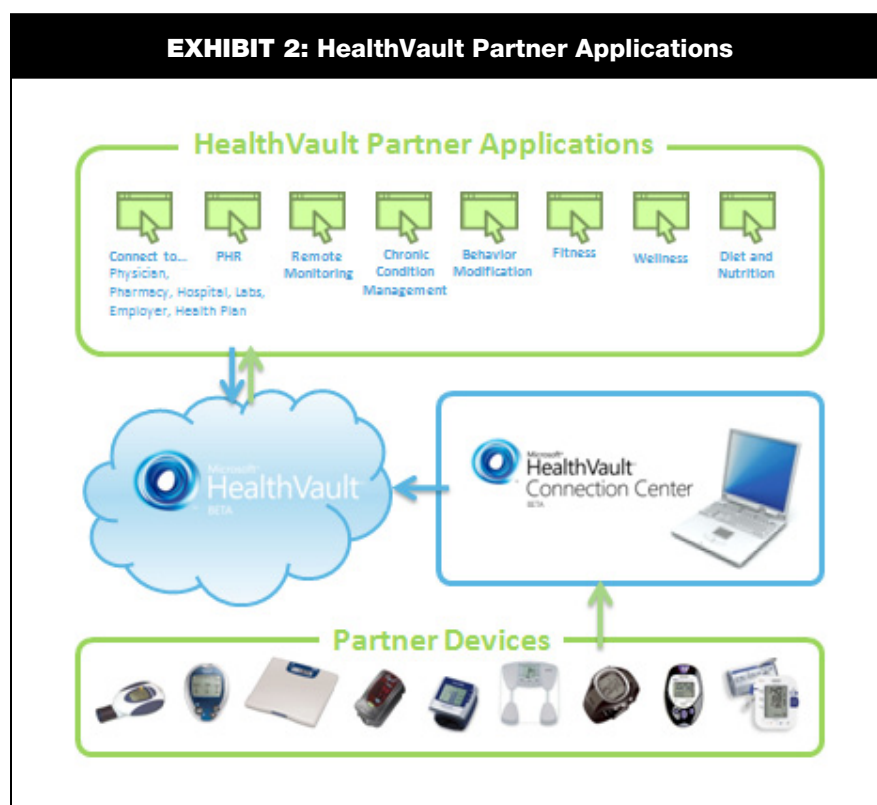 EXHIBIT 2: HealthVault Partner Applications
HealthVault Partner Applications
Connect to...
Physician,
Pharmacy, Hospital, Labs,
Employer, Health Plan
PHR
Remote
Monitoring
Chronic
Condition
Management
Behavior
Modification
Fitness
Wellness
Diet and
Nutrition
Microsoft
HealthVault
BETA
Microsoft
HealthVault
Connection Center
BETA
Partner Devices